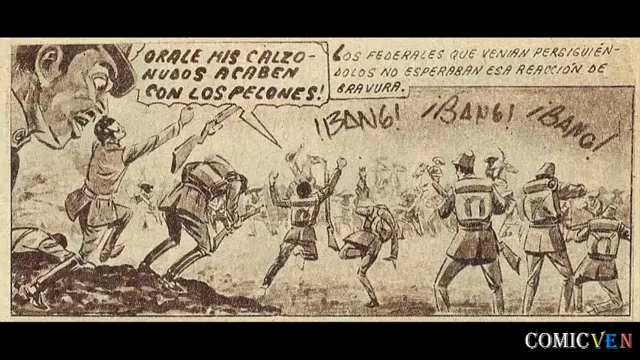 ORALE MIS CALZO-
NUDOS ACABEN
CON LOS PELONES!
LOS FEDERALES QUE VENIAN PERSIGUIÉN-
DOLOS NO ESPERABAN ESA REACCIÓN DE
BRAVURA.
¡BANG!
¡BANG!
¡BANG!
COMICVEN